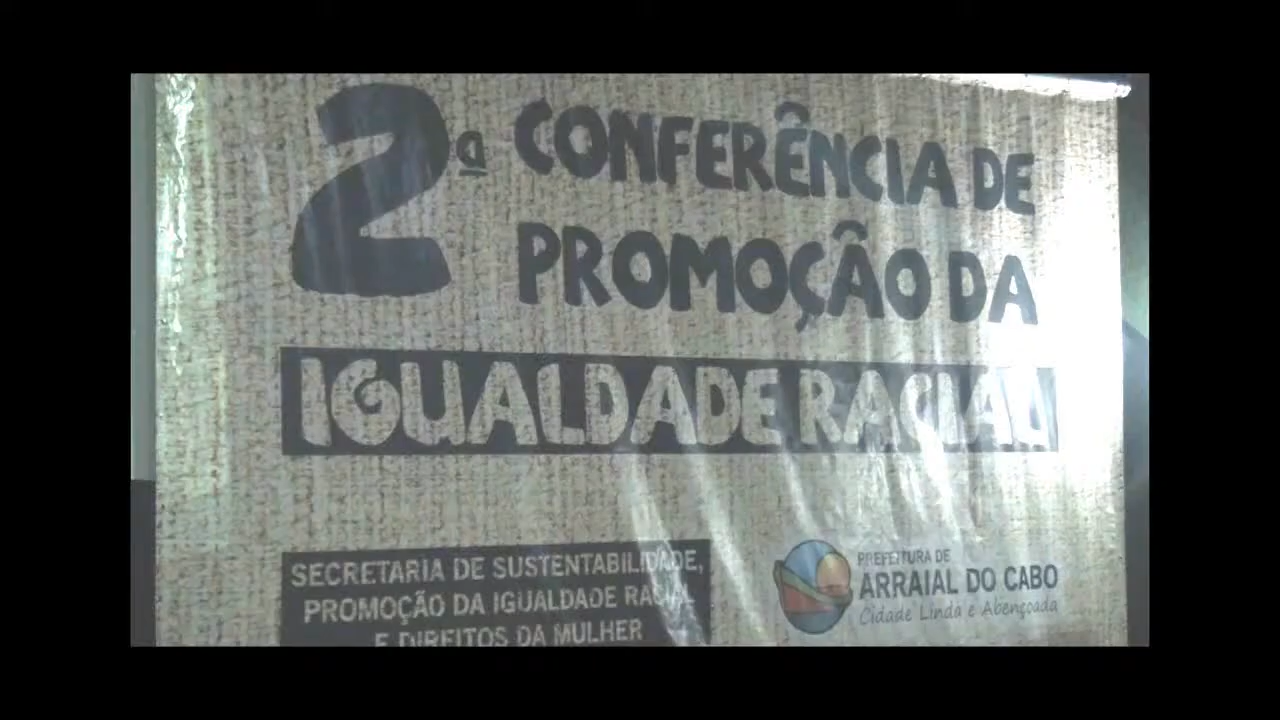 2ª CONFERÊNCIA DE
PROMOÇÃO DA
IGUALDADE RACIAL
SECRETARIA DE SUSTENTABILIDADE,
PROMOÇÃO DA IGUALDADE RACIAL
E DIREITOS DA MULHER
PREFEITURA DE
ARRAIAL DO CABO
Cidade Linda e Abençoada